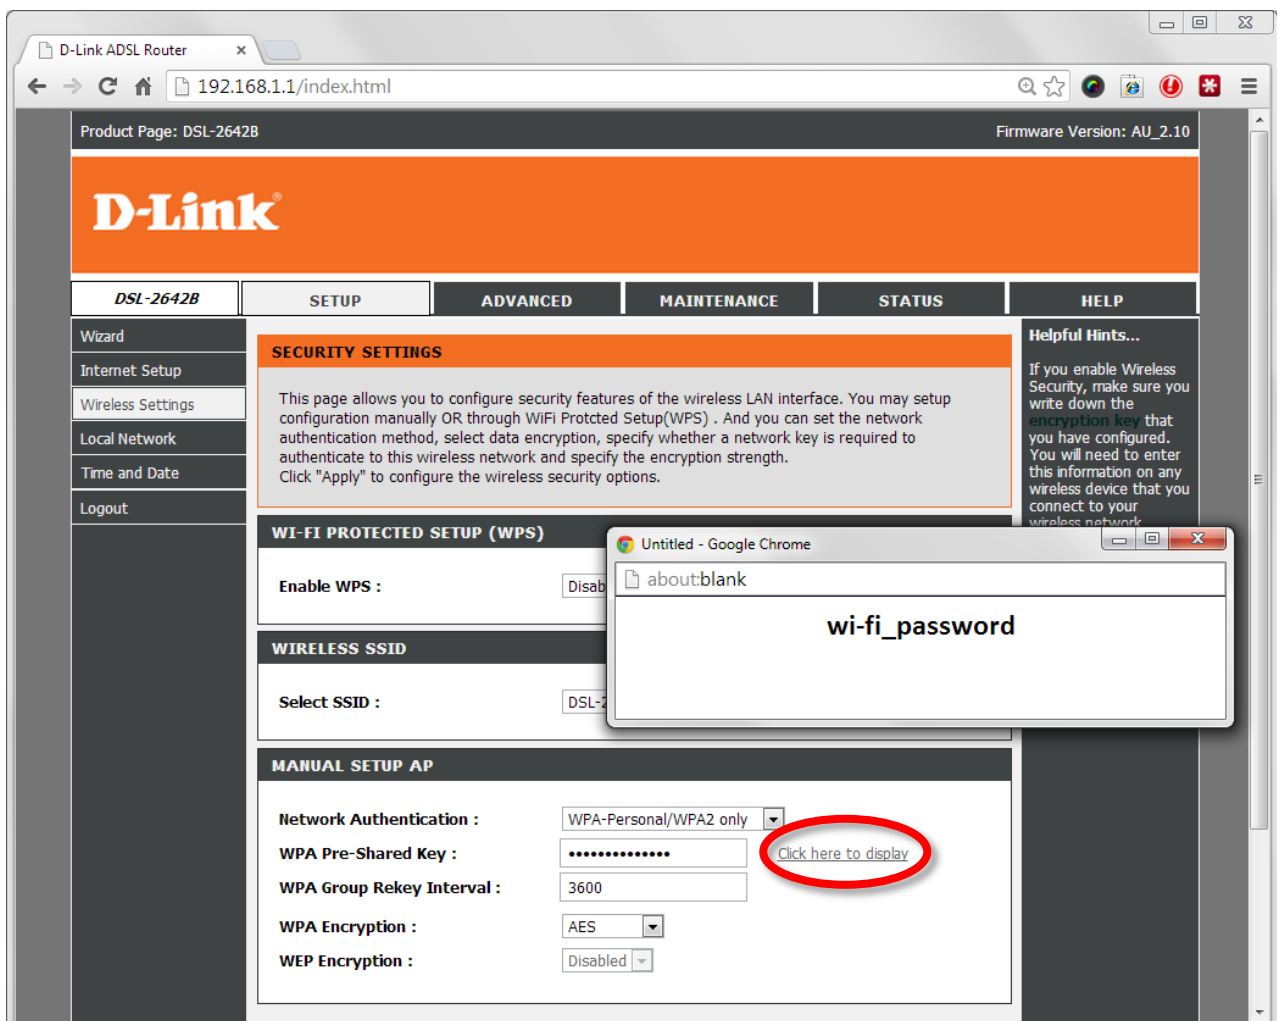 D-Link ADSL Router
192.168.1.1/index.html
Product Page: DSL-2642B
Firmware Version: AU_2.10
D-Link®
DSL-2642B
SETUP
ADVANCED
MAINTENANCE
STATUS
HELP
Wizard
Internet Setup
Wireless Settings
Local Network
Time and Date
Logout
SECURITY SETTINGS
This page allows you to configure security features of the wireless LAN interface. You may setup
configuration manually OR through WiFi Protcted Setup(WPS) . And you can set the network
authentication method, select data encryption, specify whether a network key is required to
authenticate to this wireless network and specify the encryption strength.
Click "Apply" to configure the wireless security options.
Helpful Hints...
If you enable Wireless
Security, make sure you
write down the
encryption key that
you have configured.
You will need to enter
this information on any
wireless device that you
connect to your
wireless network.
WI-FI PROTECTED SETUP (WPS)
Enable WPS :
Disab
WIRELESS SSID
Select SSID :
DSL-2
Untitled - Google Chrome
about:blank
wi-fi_password
MANUAL SETUP AP
Network Authentication :
WPA-Personal/WPA2 only
WPA Pre-Shared Key :
••••••••••••••
Click here to display
WPA Group Rekey Interval :
3600
WPA Encryption :
AES
WEP Encryption :
Disabled